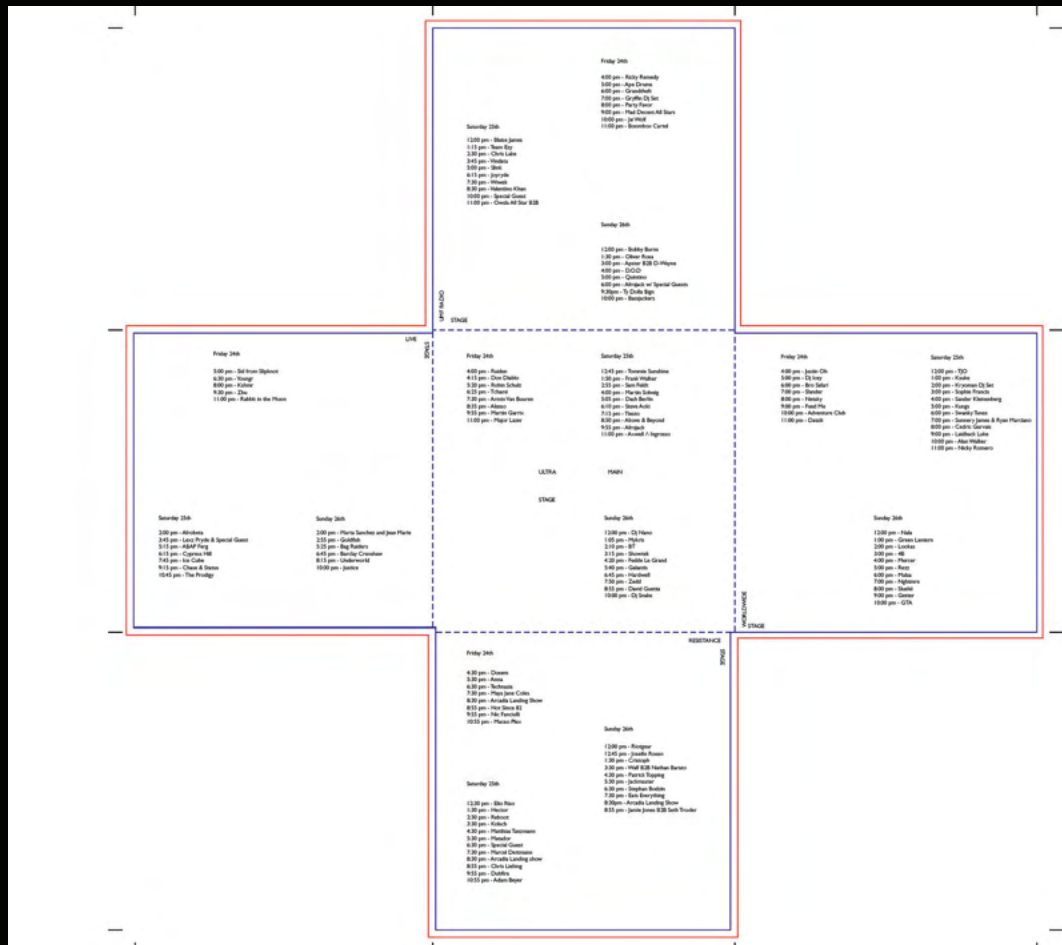 Friday 24th
4:00 pm - Ricky Remedy
5:00 pm - Aye Drums
6:00 pm - Grandtheft
7:00 pm - Gryffin Dj Set
8:00 pm - Party Favor
9:00 pm - Mad Decent All Stars
10:00 pm - Jai Wolf
11:00 pm - Boombox Cartel
Saturday 25th
12:00 pm - Blaise James
1:15 pm - Team Ezy
2:30 pm - Chris Lake
3:45 pm - Vindata
5:00 pm - Slink
6:15 pm - Joyryde
7:30 pm - Wiwek
8:30 pm - Valentino Khan
10:00 pm - Special Guest
11:00 pm - Owsla All Star B2B
Sunday 26th
12:00 pm - Bobby Burns
1:30 pm - Oliver Rosa
3:00 pm - Apster B2B D-Wayne
4:00 pm - D.O.D
5:00 pm - Quintino
6:00 pm - Afrojack w/ Special Guests
9:30pm - Ty Dolla $ign
10:00 pm - Bassjackers
UMF RADIO
STAGE
LIVE
STAGE
Friday 24th
5:00 pm - Sid from Slipknot
6:30 pm - Youngr
8:00 pm - Kshmr
9:30 pm - Zhu
11:00 pm - Rabbit in the Moon
Saturday 25th
2:00 pm - Afrobeta
3:45 pm - Lexz Pryde & Special Guest
5:15 pm - A$AP Ferg
6:15 pm - Cypress Hill
7:45 pm - Ice Cube
9:15 pm - Chase & Status
10:45 pm - The Prodigy
Sunday 26th
2:00 pm - Maria Sanchez and Jean Marie
2:55 pm - Goldfish
5:25 pm - Bag Raiders
6:45 pm - Barclay Crenshaw
8:15 pm - Underworld
10:00 pm - Justice
Friday 24th
4:00 pm - Raiden
4:15 pm - Don Diablo
5:20 pm - Robin Schulz
6:25 pm - Tchami
7:30 pm - Armin Van Buuren
8:35 pm - Alesso
9:55 pm - Martin Garrix
11:00 pm - Major Lazer
Saturday 25th
12:45 pm - Tommie Sunshine
1:50 pm - Frank Walker
2:55 pm - Sam Feldt
4:00 pm - Martin Solveig
5:05 pm - Dash Berlin
6:10 pm - Steve Aoki
7:15 pm - Tiesto
8:30 pm - Above & Beyond
9:55 pm - Afrojack
11:00 pm - Axwell /\ Ingrosso
ULTRA MAIN
STAGE
Sunday 26th
12:00 pm - Dj Nano
1:05 pm - Mykris
2:10 pm - BT
3:15 pm - Showtek
4:20 pm - Fedde Le Grand
5:40 pm - Galantis
6:45 pm - Hardwell
7:50 pm - Zedd
8:55 pm - David Guetta
10:00 pm - Dj Snake
Friday 24th
4:00 pm - Justin Oh
5:00 pm - Dj Icey
6:00 pm - Bro Safari
7:00 pm - Slander
8:00 pm - Netsky
9:00 pm - Feed Me
10:00 pm - Adventure Club
11:00 pm - Datsik
Saturday 25th
12:00 pm - TJO
1:00 pm - Kaake
2:00 pm - Kryoman Dj Set
3:00 pm - Sophie Francis
4:00 pm - Sander Kleinenberg
5:00 pm - Kungs
6:00 pm - Sneaky Tones
7:00 pm - Sunnery James & Ryan Marciano
8:00 pm - Cedric Gervais
9:00 pm - Laidback Luke
10:00 pm - Alan Walker
11:00 pm - Nicky Romero
Sunday 26th
12:00 pm - Nala
1:00 pm - Green Lantern
2:00 pm - Lookas
3:00 pm - 4B
4:00 pm - Mercer
5:00 pm - Rezz
6:00 pm - Malaa
7:00 pm - Nghtmre
8:00 pm - Slushii
9:00 pm -
10:00 pm - GTA
WORLDWIDE
STAGE
RESISTANCE
STAGE
Friday 24th
4:30 pm - Dosem
5:30 pm - Anna
6:30 pm - Technasia
7:30 pm - Maya Jane Coles
8:30 pm - Arcadia Landing Show
8:55 pm - Hot Since 82
9:55 pm - Nic Fanciulli
10:55 pm - Maceo Plex
Saturday 25th
12:30 pm - Elio Riso
1:30 pm - Hector
2:30 pm - Reboot
3:30 pm - Kolsch
4:30 pm - Matthias Tanzmann
5:30 pm - Matador
6:30 pm - Special Guest
7:30 pm - Marcel Dettmann
8:30 pm - Arcadia Landing show
8:55 pm - Chris Liebing
9:55 pm - Dubfire
10:55 pm - Adam Beyer
Sunday 26th
12:00 pm -
12:45 pm - Joselle Rosen
1:30 pm - Cristoph
3:30 pm - Waff B2B Nathan Barato
4:30 pm - Patrick Topping
5:30 pm - Jackmaster
6:30 pm - Stephan Bodzin
7:30 pm - Eats Everything
8:30pm - Arcadia Landing Show
8:55 pm - Jamie Jones B2B Seth Troxler